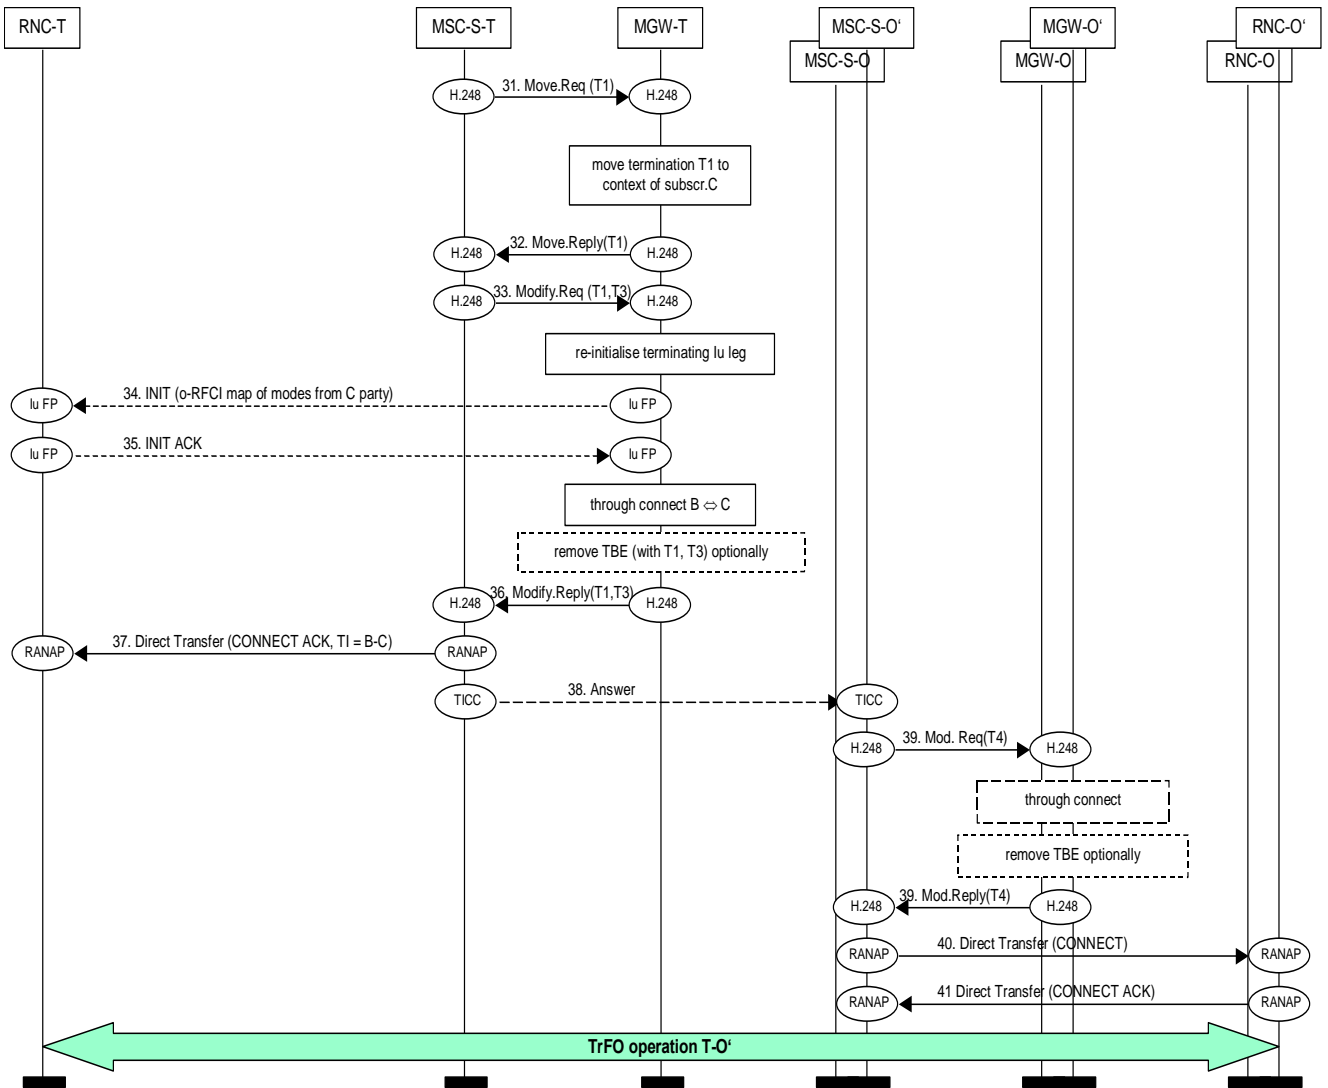 RNC-T
MSC-S-T
MGW-T
MSC-S-O‘
MGW-O‘
RNC-O‘
MSC-S-O
MGW-O
RNC-O
H.248
31. Move.Req (T1)
H.248
move termination T1 to
context of subscr.C
H.248
32. Move.Reply(T1)
H.248
H.248
33. Modify.Req (T1,T3)
H.248
re-initialise terminating Iu leg
Iu FP
34. INIT (o-RFCI map of modes from C party)
Iu FP
Iu FP
35. INIT ACK
Iu FP
through connect B ⇔ C
remove TBE (with T1, T3) optionally
H.248
36. Modify.Reply(T1,T3)
H.248
RANAP
37. Direct Transfer (CONNECT ACK, TI = B-C)
RANAP
TICC
38. Answer
TICC
H.248
39. Mod. Req(T4)
H.248
through connect
remove TBE optionally
H.248
39. Mod.Reply(T4)
H.248
RANAP
40. Direct Transfer (CONNECT)
RANAP
RANAP
41 Direct Transfer (CONNECT ACK)
RANAP
TrFO operation T-O‘